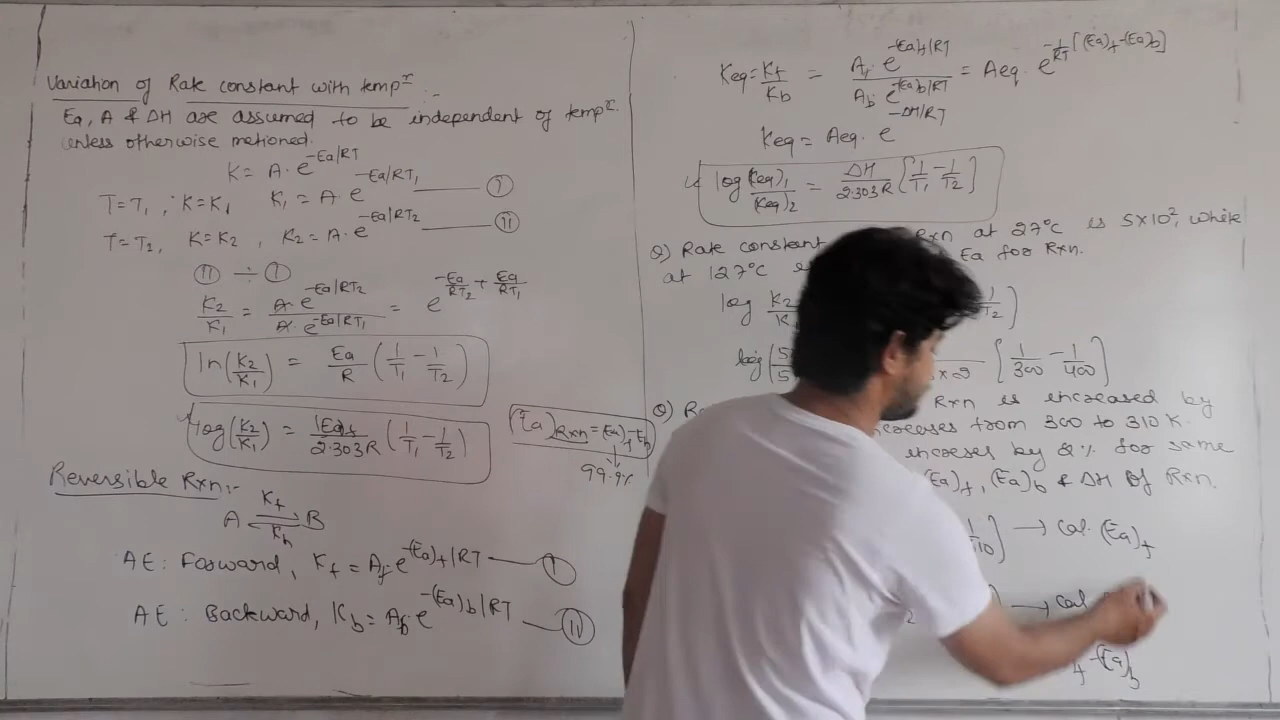 Variation of Rate constant with tempr :-
Ea, A & ΔH are assumed to be independent of tempr
unless otherwise metioned.
K = A. e^-Ea/RT
T=T1, K=K1 K1 = A. e^-Ea/RT1 — I
T=T2, K=K2, K2 = A. e^-Ea/RT2 — II
II ÷ I
K2/K1 = A. e^-Ea/RT2 / A. e^-Ea/RT1 = e^-Ea/RT2 + Ea/RT1
ln(K2/K1) = Ea/R (1/T1 - 1/T2)
log(K2/K1) = Ea/2.303R (1/T1 - 1/T2)
(Ea)Rxn = (Ea)f - Eb
99.9%
Reversible Rxn:-
A ⇌ B
Kf
Kb
AE: Forward, Kf = Af. e^-(Ea)f/RT — I
AE: Backward, Kb = Ab. e^-(Ea)b/RT — IV
Keq = Kf/Kb = Af. e^-(Ea)f/RT / Ab. e^-(Ea)b/RT = Aeq. e^-1/RT[(Ea)f-(Ea)b]
Keq = Aeq. e^-ΔH/RT
log (Keq)1/(Keq)2 = ΔH/2.303R [1/T1 - 1/T2]
Q) Rate constant Rxn at 27°C is 5×10², while
at 127°C Ea for Rxn.
log K2/K
log(5/5 [1/300 - 1/400]
Q) Rxn is increased by
from 300 to 310 K.
increses by 2% for same
(Ea)f, (Ea)b & ΔH of Rxn.
→ Cal. (Ea)f
→ Cal.
f -(Ea)b